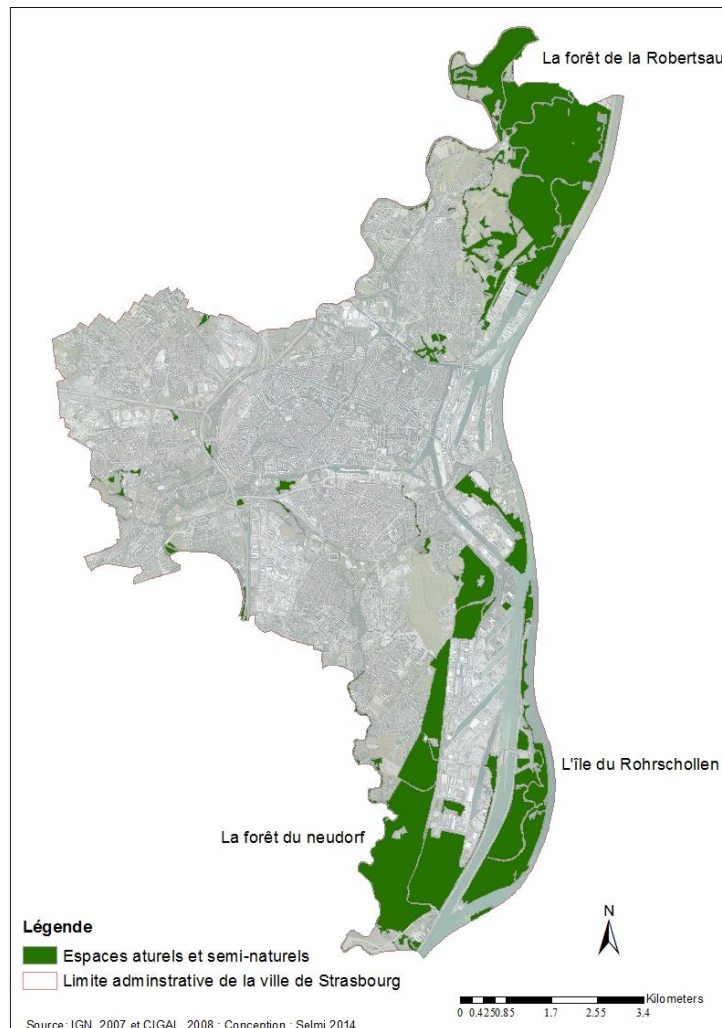 La forêt de la Robertsau
L'île du Rohrschollen
La forêt du neudorf
N
Légende
Espaces aturels et semi-naturels
Limite adminstrative de la ville de Strasbourg
Kilometers
0 0.4250.85 1.7 2.55 3.4
Source: IGN, 2007 et CIGAL, 2008 ; Conception : Selmi 2014